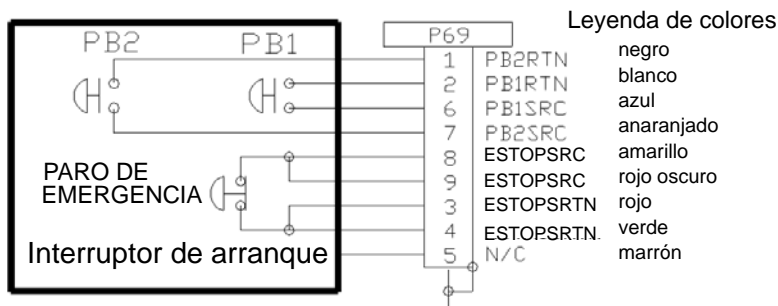 Leyenda de colores
PB2 PB1 P69
1 PB2RTN negro
2 PB1RTN blanco
6 PB1SRC azul
7 PB2SRC anaranjado
8 ESTOPSRC amarillo
9 ESTOPSRC rojo oscuro
3 ESTOPSRTN rojo
4 ESTOPSRTN. verde
5 N/C marrón
PARO DE
EMERGENCIA
Interruptor de arranque